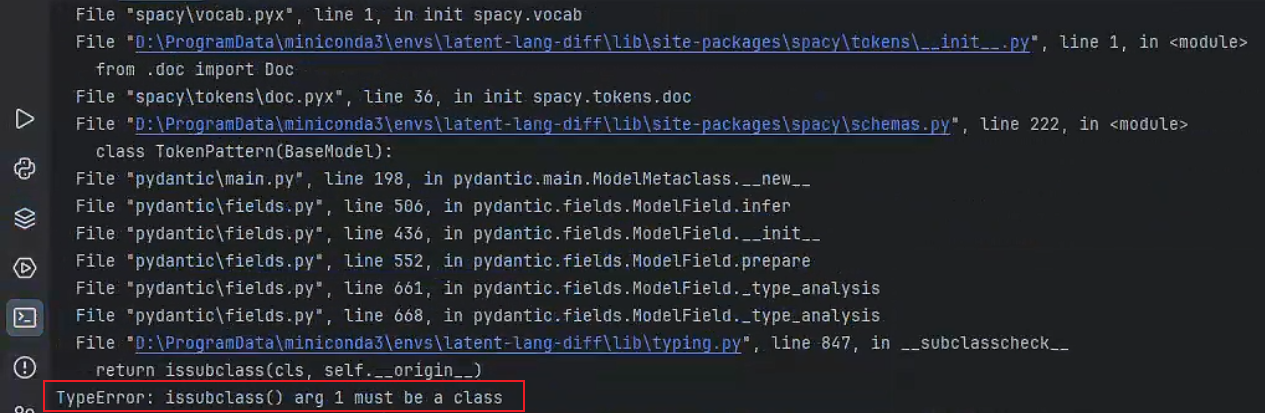 File "spacy\vocab.pyx", line 1, in init spacy.vocab
File "D:\ProgramData\miniconda3\envs\latent-lang-diff\lib\site-packages\spacy\tokens\__init__.py", line 1, in <module>
from .doc import Doc
File "spacy\tokens\doc.pyx", line 36, in init spacy.tokens.doc
File "D:\ProgramData\miniconda3\envs\latent-lang-diff\lib\site-packages\spacy\schemas.py", line 222, in <module>
class TokenPattern(BaseModel):
File "pydantic\main.py", line 198, in pydantic.main.ModelMetaclass.__new__
File "pydantic\fields.py", line 506, in pydantic.fields.ModelField.infer
File "pydantic\fields.py", line 436, in pydantic.fields.ModelField.__init__
File "pydantic\fields.py", line 552, in pydantic.fields.ModelField.prepare
File "pydantic\fields.py", line 661, in pydantic.fields.ModelField._type_analysis
File "pydantic\fields.py", line 668, in pydantic.fields.ModelField._type_analysis
File "D:\ProgramData\miniconda3\envs\latent-lang-diff\lib\typing.py", line 847, in __subclasscheck__
return issubclass(cls, self.__origin__)
TypeError: issubclass() arg 1 must be a class